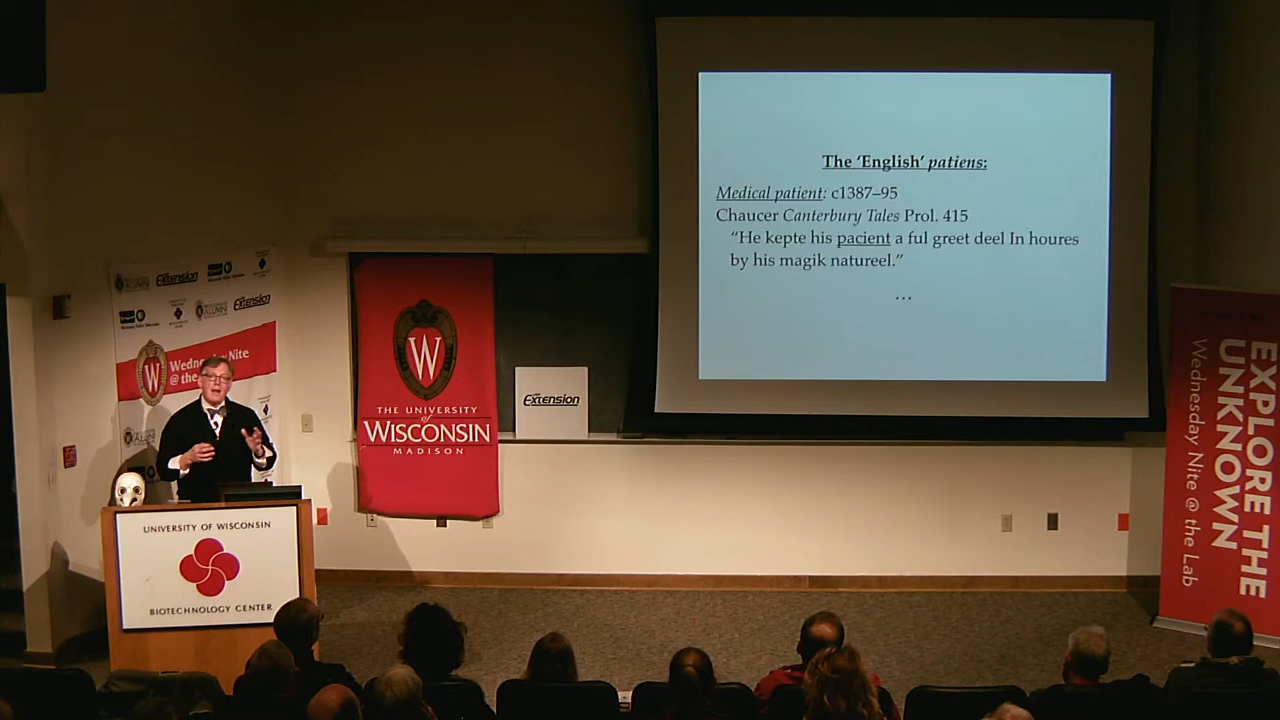 The 'English' patiens:
Medical patient: c1387–95
Chaucer Canterbury Tales Prol. 415
"He kepte his pacient a ful greet deel In houres
by his magik natureel."
…
Extension
Extension
Wednesday Nite
@ the
W
THE UNIVERSITY
of
WISCONSIN
MADISON
Extension
UNIVERSITY OF WISCONSIN
BIOTECHNOLOGY CENTER
EXPLORE THE
UNKNOWN
Wednesday Nite @ the Lab